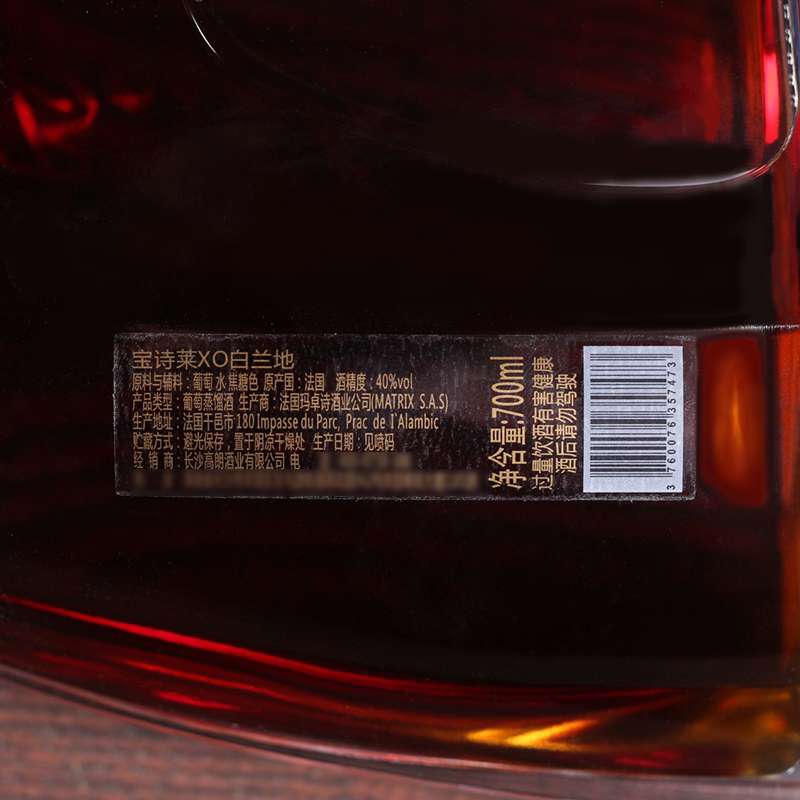 宝诗莱XO白兰地
原料与辅料：葡萄 水 焦糖色 原产国：法国 酒精度：40%vol
产品类型：葡萄蒸馏酒 生产商：法国玛卓诗酒业公司(MATRIX S.A.S)
生产地址：法国干邑市180 Impasse du Parc, Prac de l'Alambic
贮藏方式：避光保存，置于阴凉干燥处 生产日期：见喷码
经 销 商：长沙高朗酒业有限公司 电
净含量:700ml
过量饮酒有害健康
酒后请勿驾驶
3 760076 357473